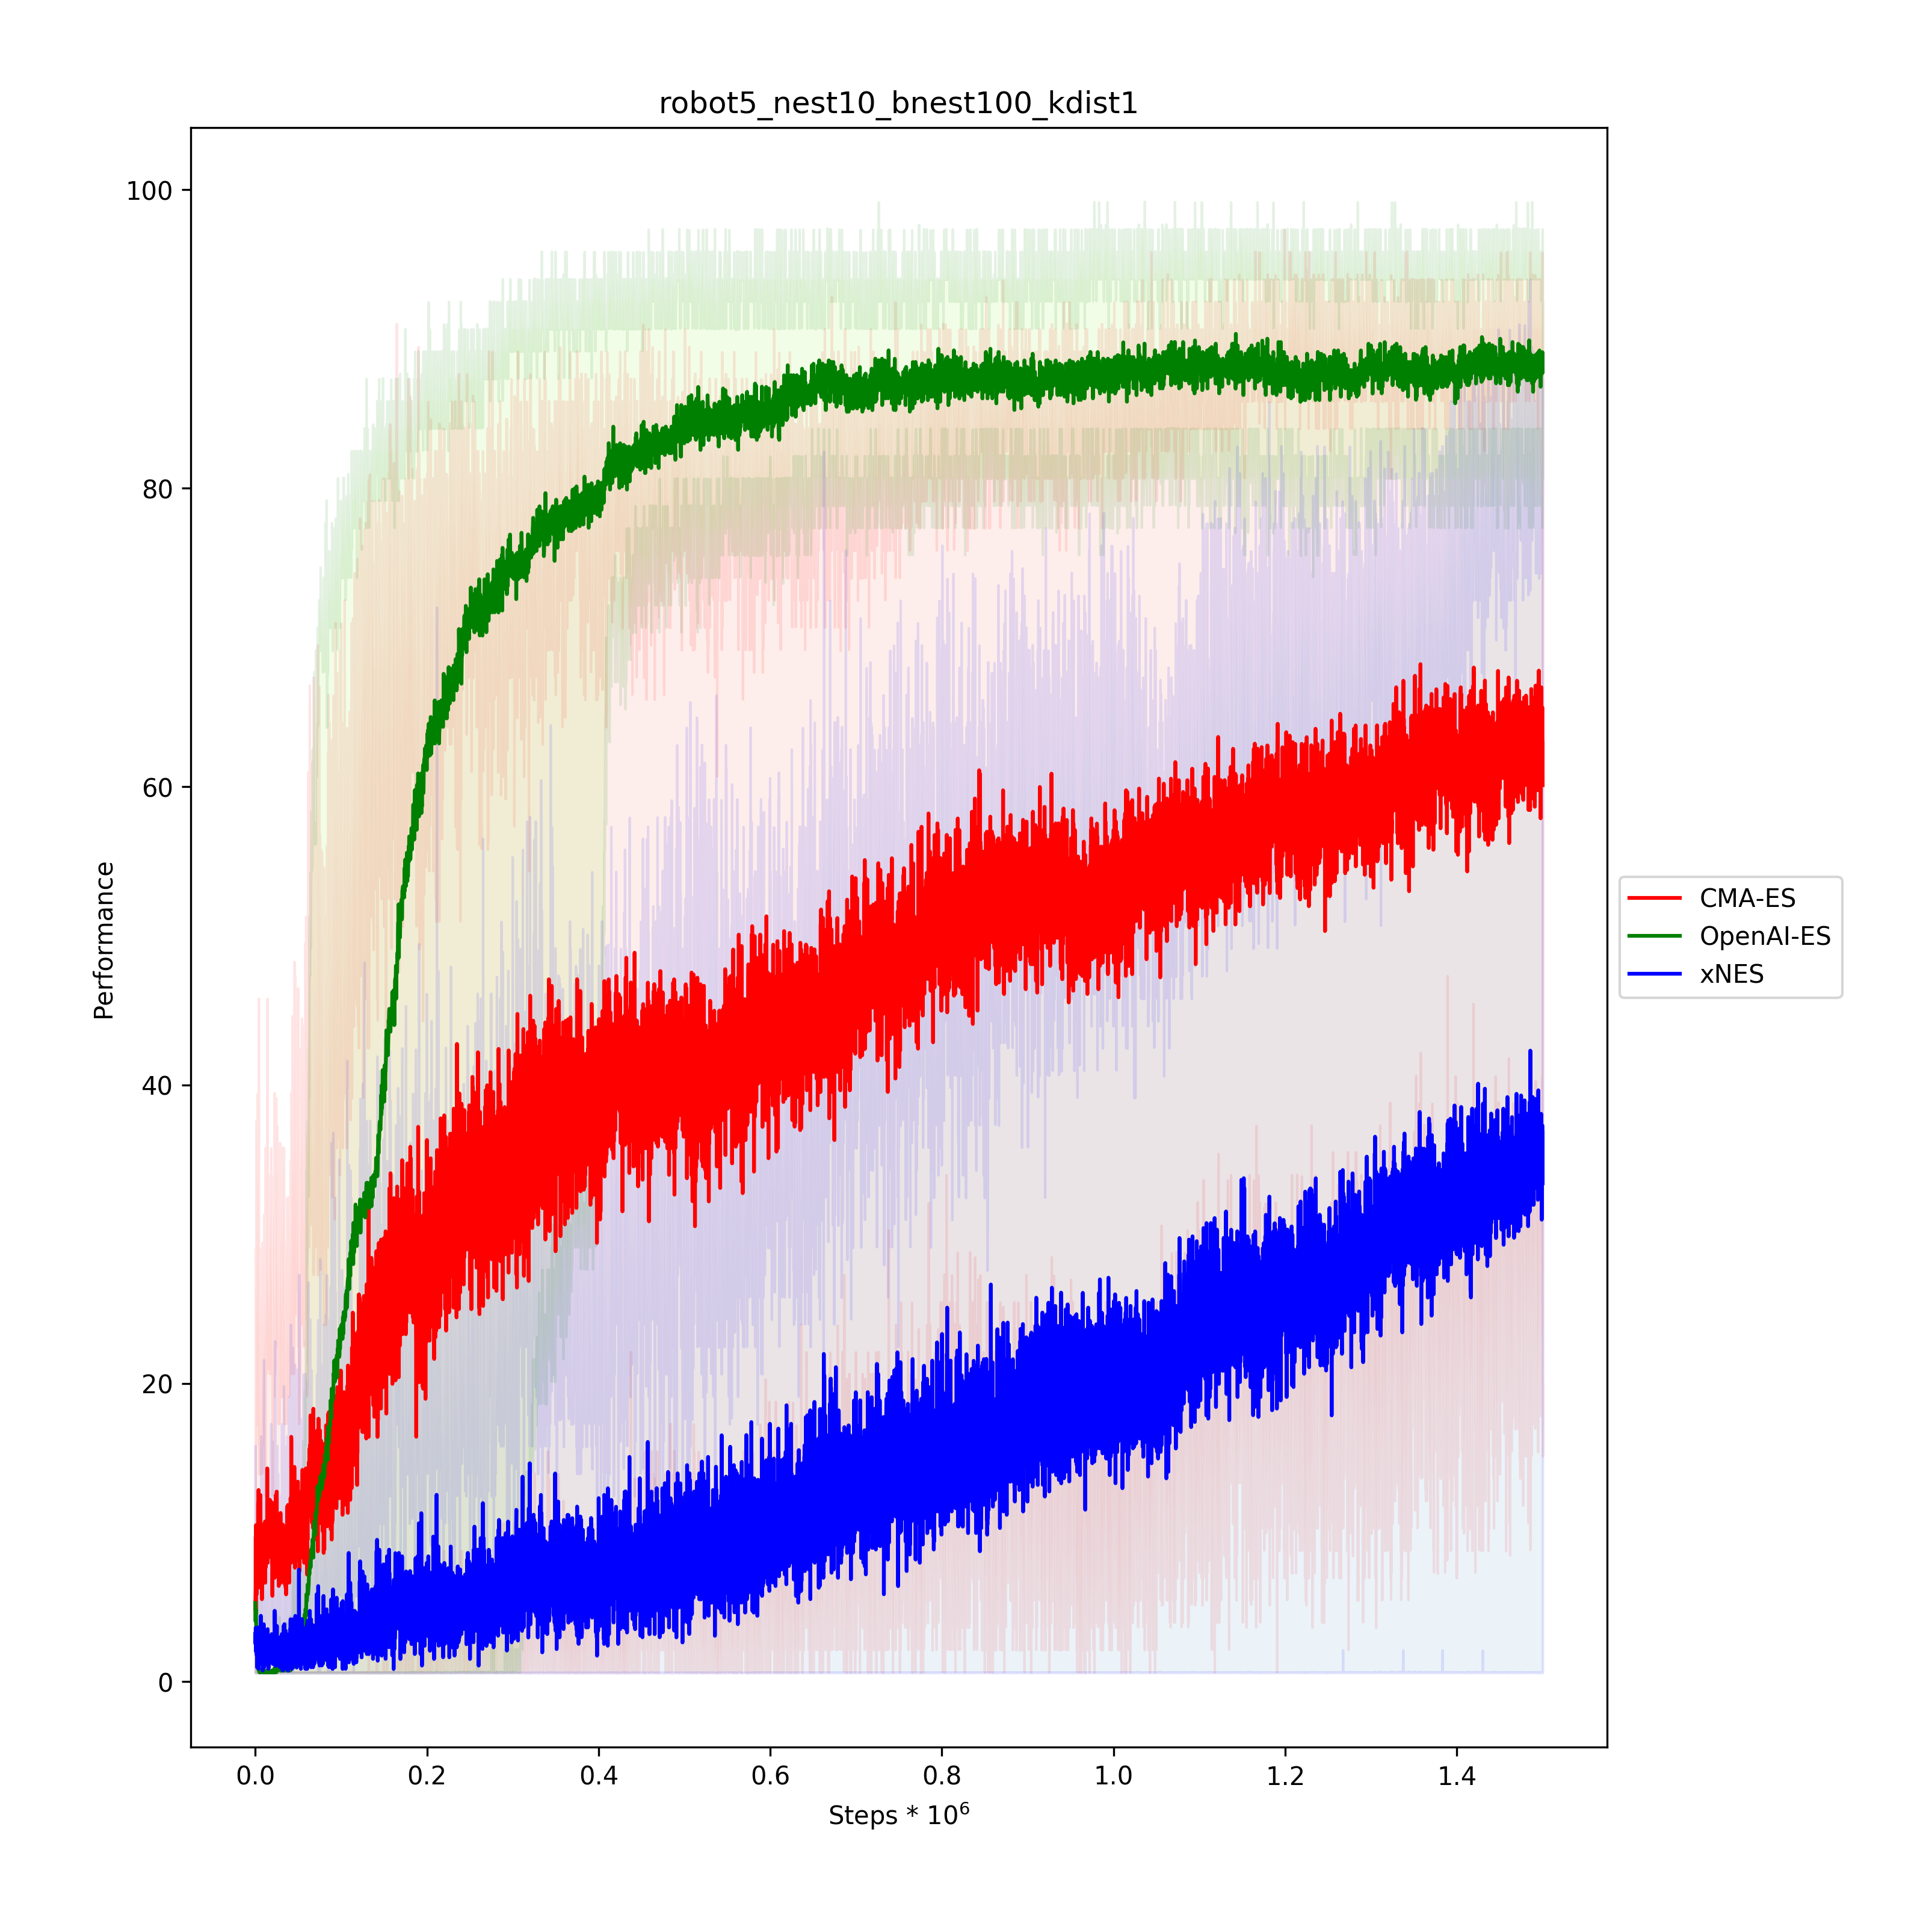 robot5_nest10_bnest100_kdist1
100
80
60
40
20
0
Performance
0.0 0.2 0.4 0.6 0.8 1.0 1.2 1.4
Steps * 10⁶
CMA-ES
OpenAI-ES
xNES